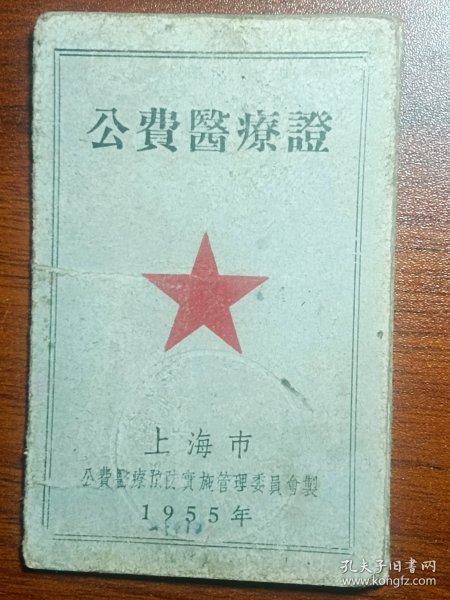 公費醫療證
上海市
公費醫療預防實施管理委員會製
1955年
孔夫子旧书网
www.kongfz.com